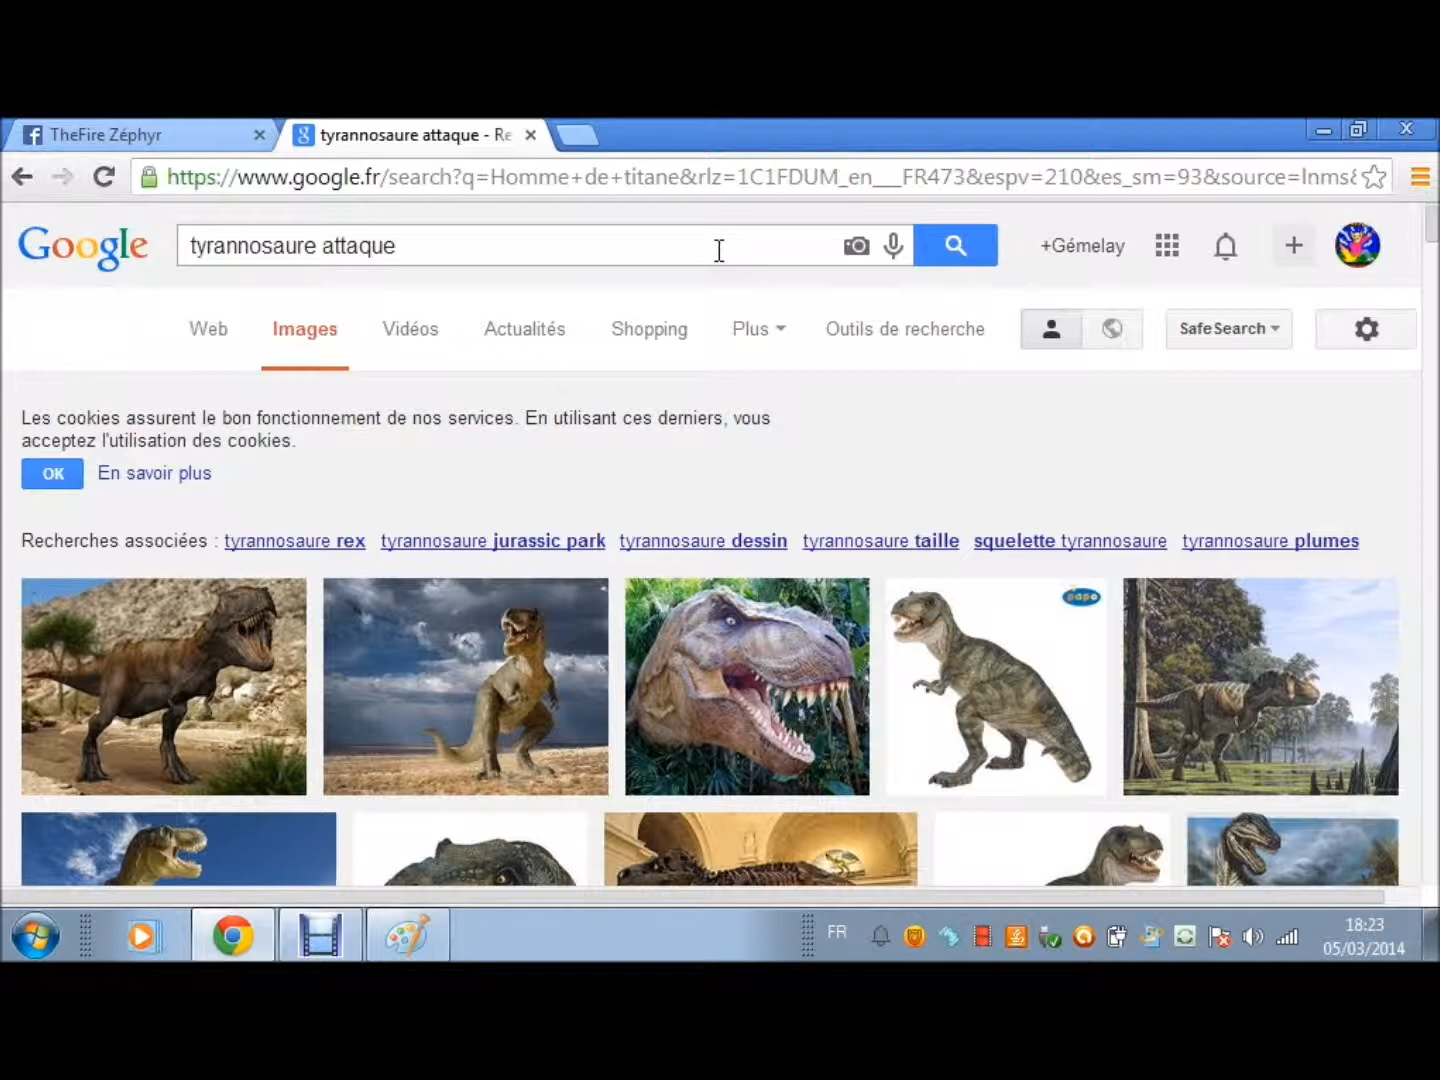 TheFire Zéphyr
tyrannosaure attaque - Re
https://www.google.fr/search?q=Homme+de+titane&rlz=1C1FDUM_en___FR473&espv=210&es_sm=93&source=lnms&
Google
tyrannosaure attaque
+Gémelay
Web Images Vidéos Actualités Shopping Plus Outils de recherche SafeSearch
Les cookies assurent le bon fonctionnement de nos services. En utilisant ces derniers, vous
acceptez l'utilisation des cookies.
OK En savoir plus
Recherches associées : tyrannosaure rex tyrannosaure jurassic park tyrannosaure dessin tyrannosaure taille squelette tyrannosaure tyrannosaure plumes
papo
FR
18:23
05/03/2014